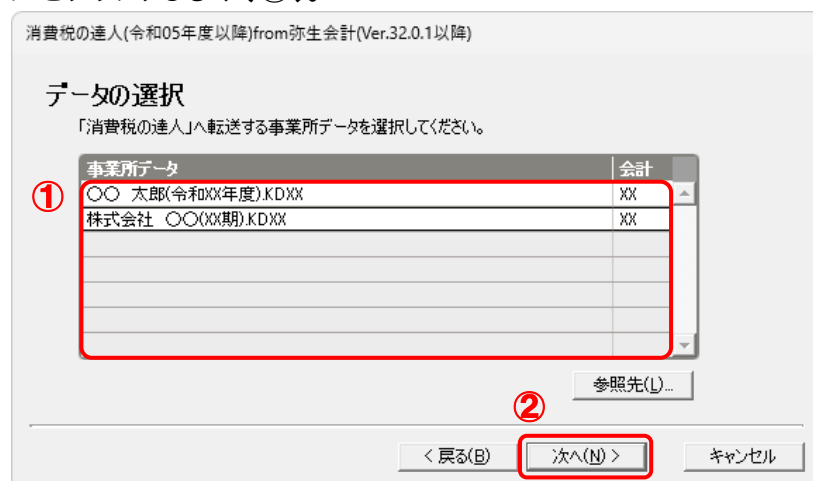 消費税の達人(令和05年度以降)from弥生会計(Ver.32.0.1以降)
データの選択
「消費税の達人」へ転送する事業所データを選択してください。
事業所データ 会計
① 〇〇 太郎(令和XX年度).KDXX XX
株式会社 〇〇(XX期).KDXX XX
参照先(L)...
②
< 戻る(B) 次へ(N) > キャンセル